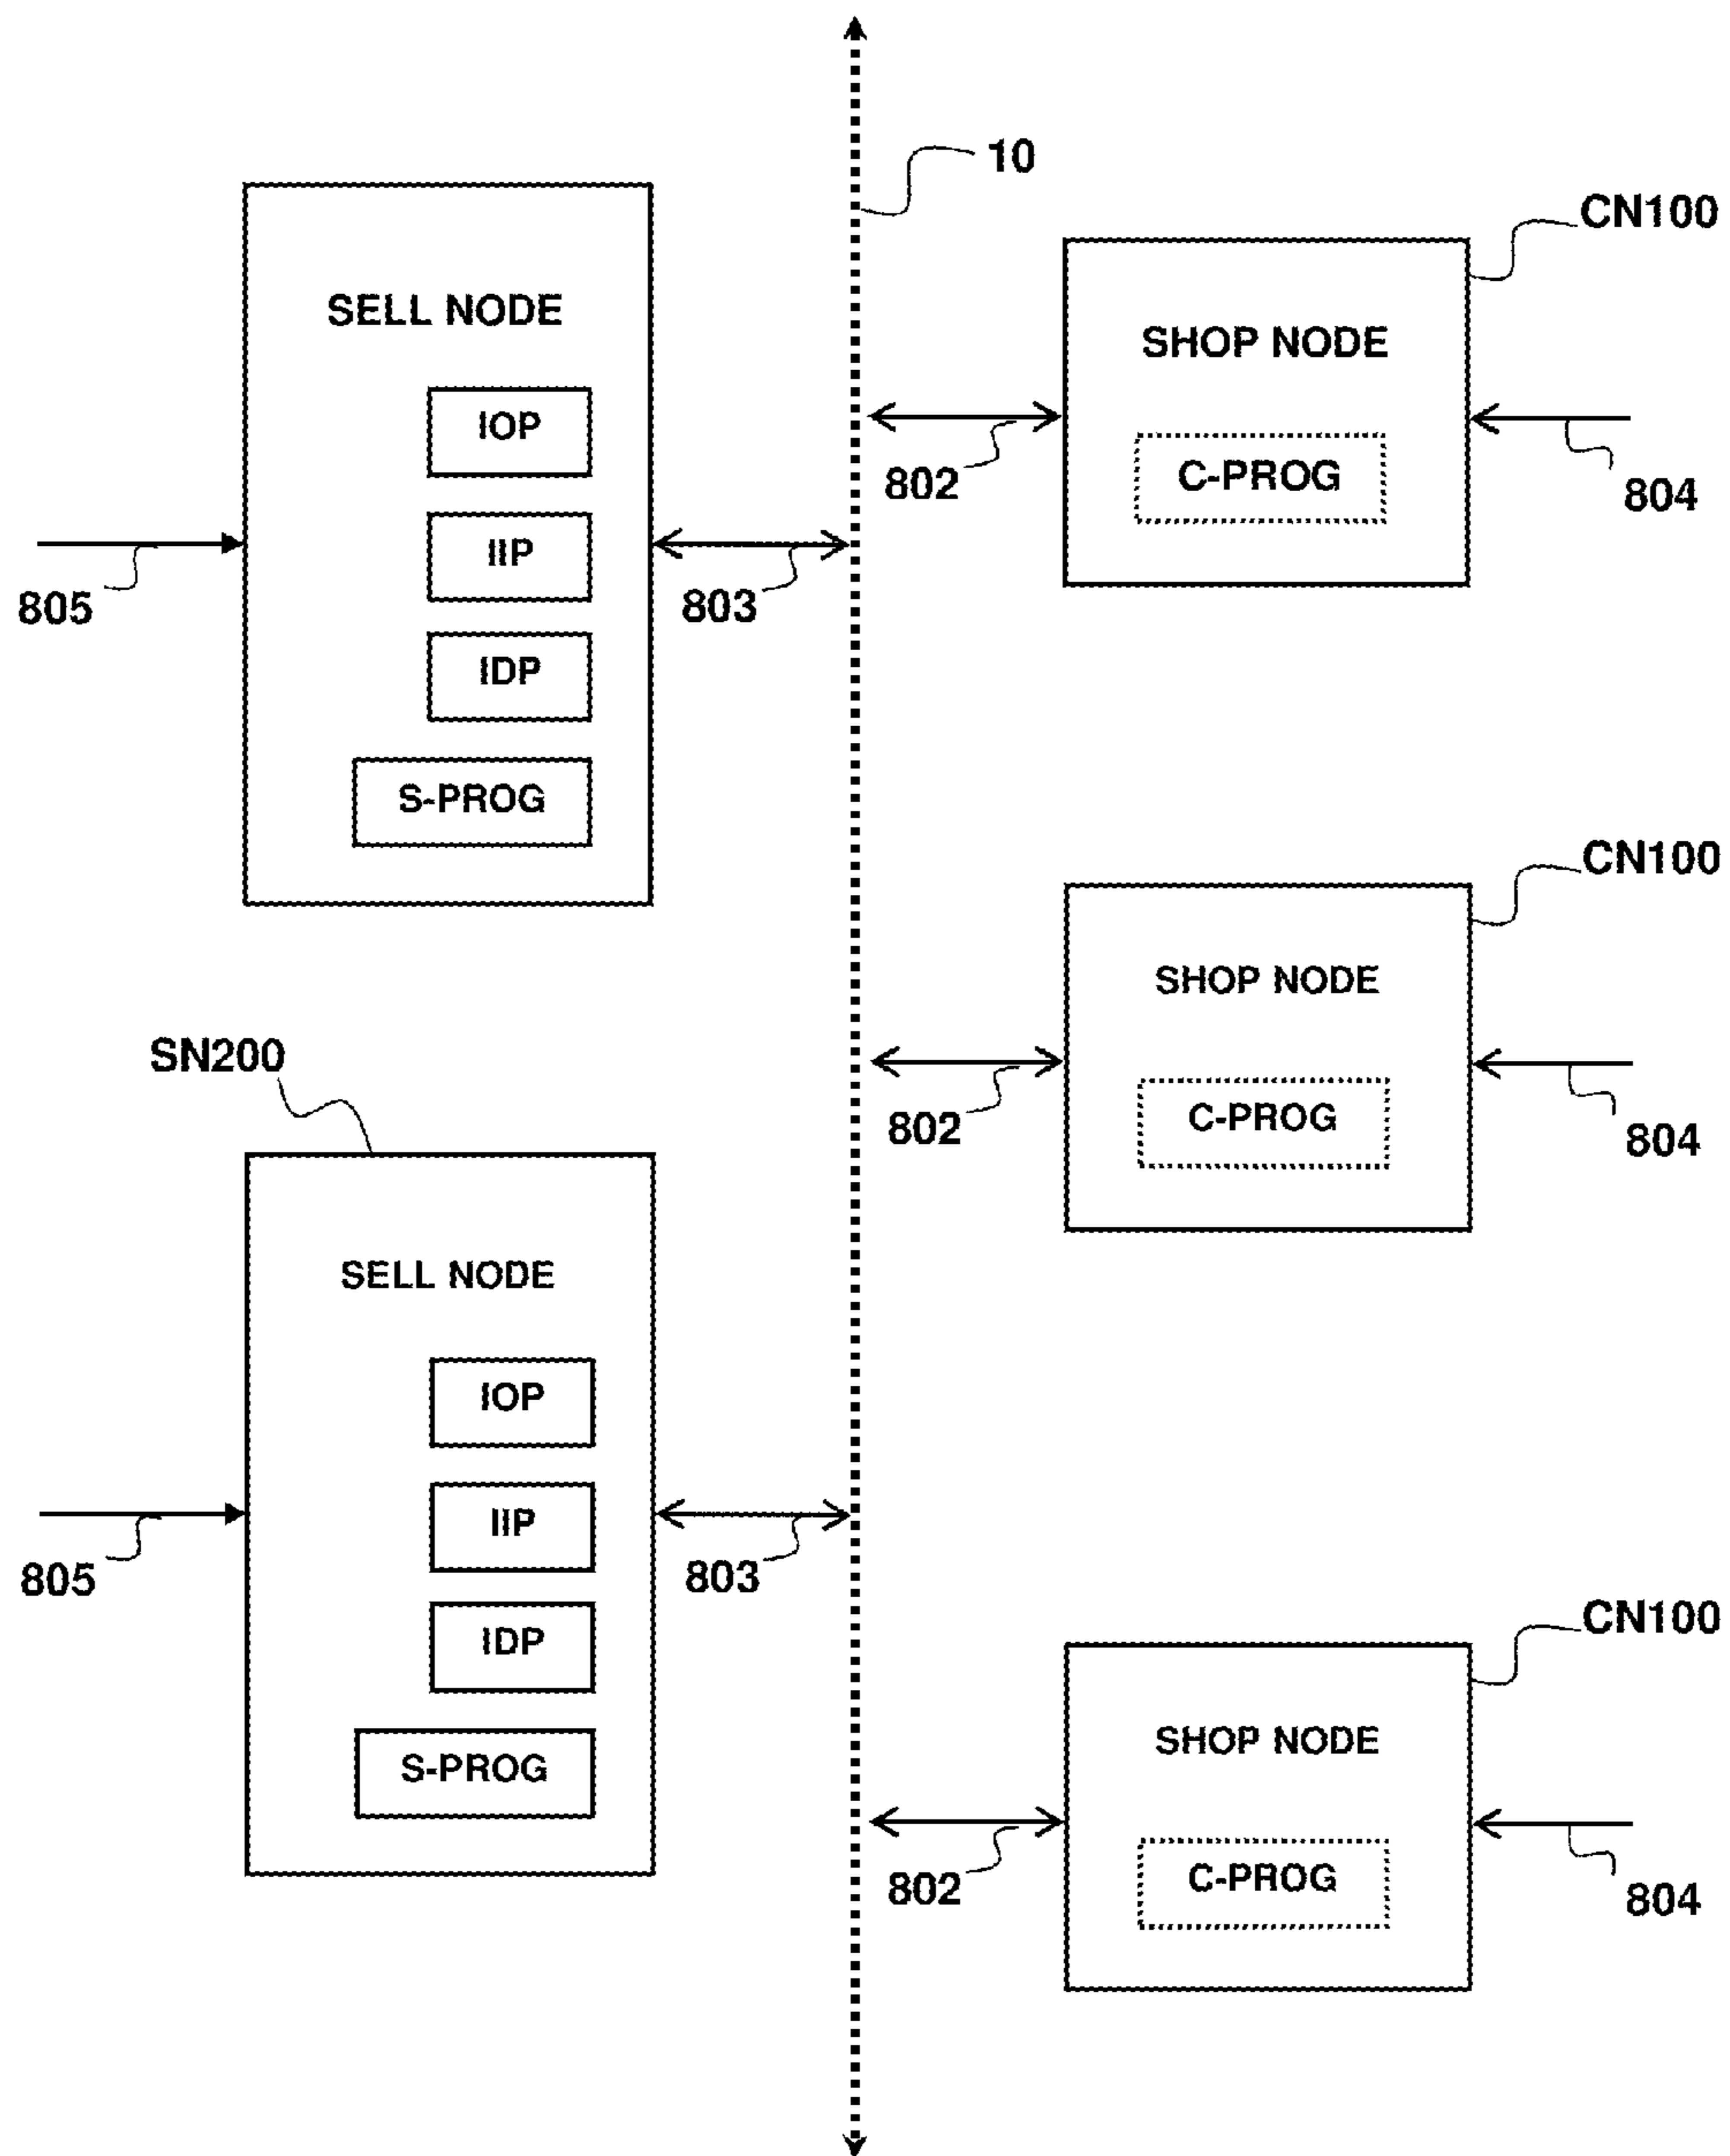 10
CN100
SELL NODE
SHOP NODE
IOP
802
C-PROG
804
IIP
805
803
IDP
S-PROG
CN100
SHOP NODE
SN200
802
C-PROG
804
SELL NODE
IOP
IIP
805
803
IDP
CN100
SHOP NODE
S-PROG
802
C-PROG
804